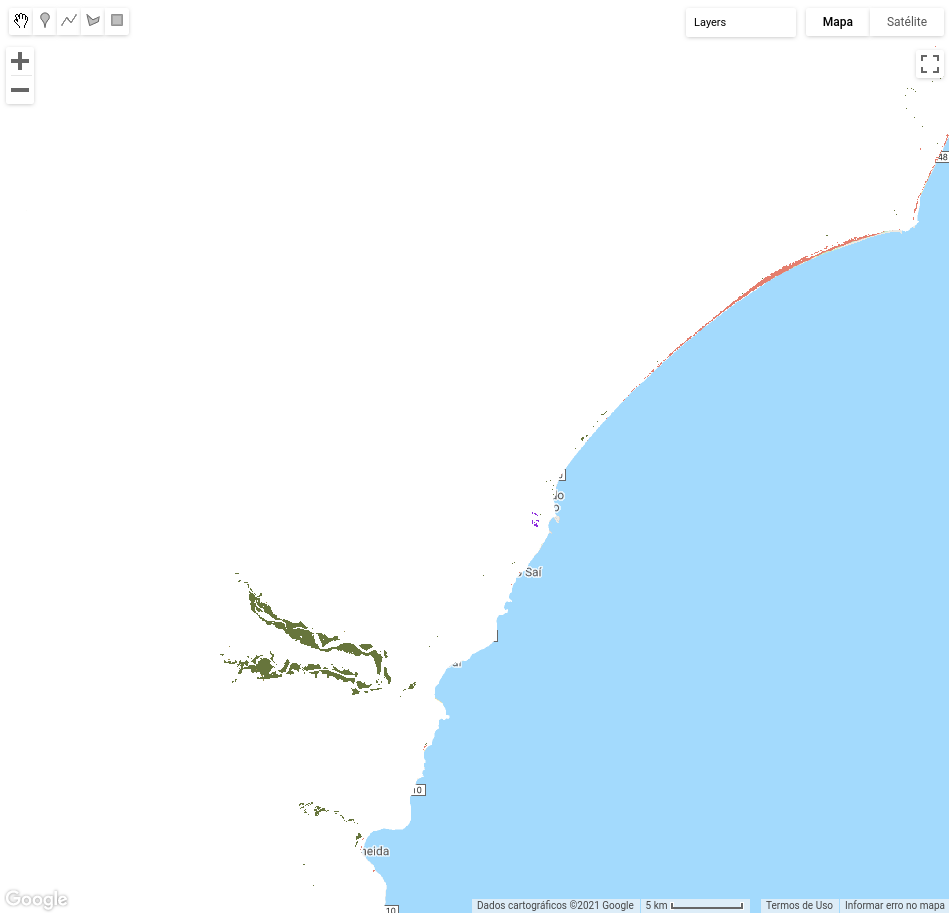 Layers
Mapa
Satélite
48
Saí
10
neida
10
Google
Dados cartográficos ©2021 Google
5 km
Termos de Uso
Informar erro no mapa